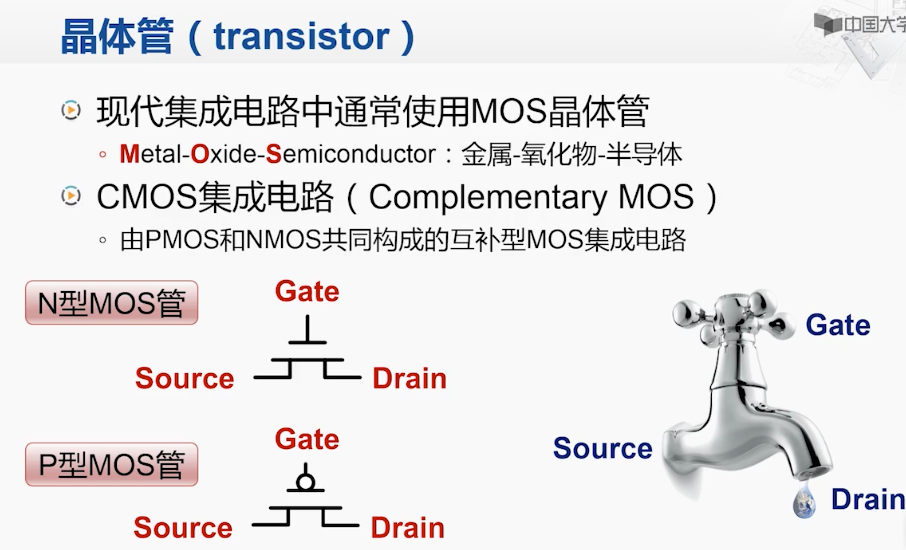 晶体管（transistor）
中国大学
现代集成电路中通常使用MOS晶体管
Metal-Oxide-Semiconductor：金属-氧化物-半导体
CMOS集成电路（Complementary MOS）
由PMOS和NMOS共同构成的互补型MOS集成电路
N型MOS管
Gate
Source
Drain
P型MOS管
Gate
Source
Drain
Gate
Source
Drain